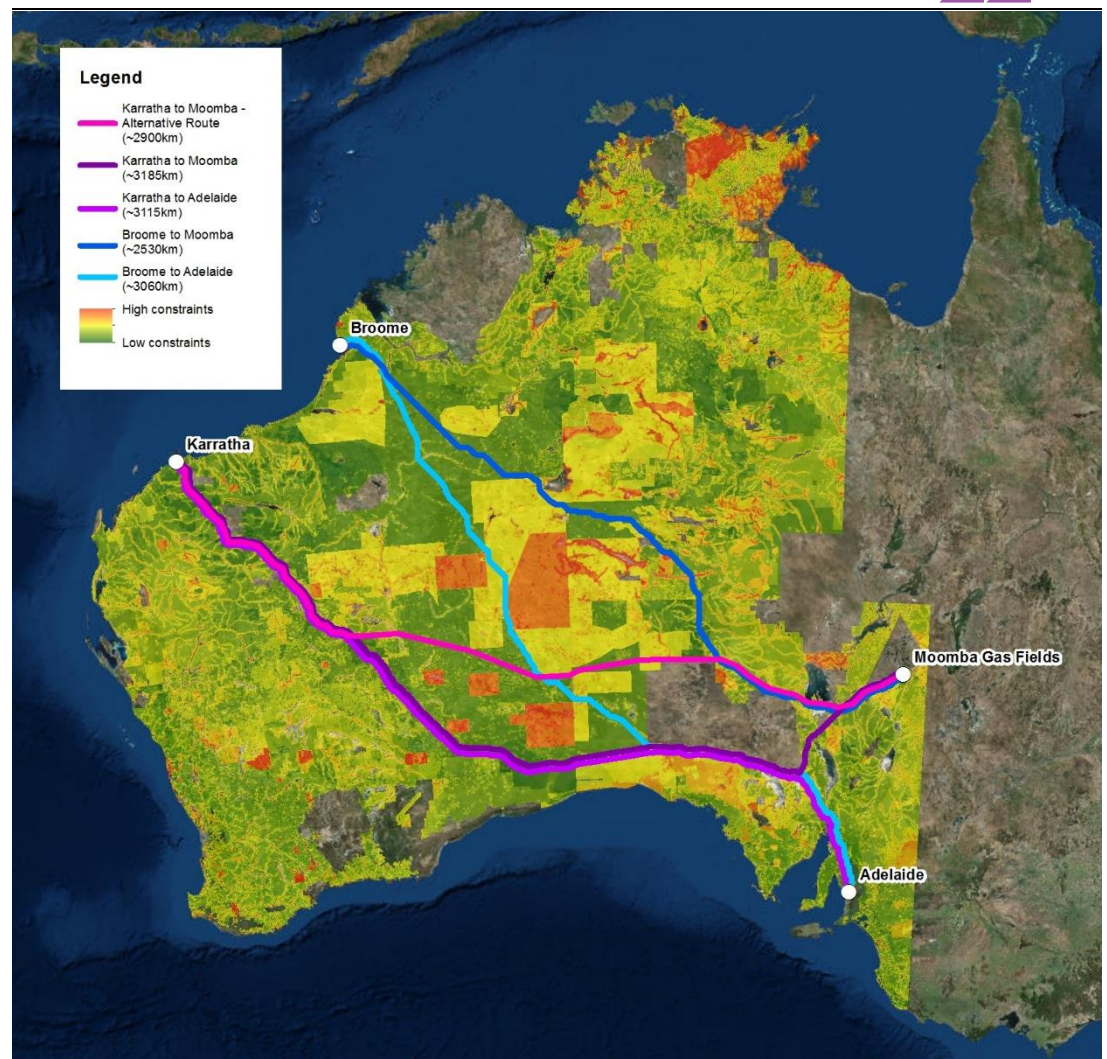 Legend
Karratha to Moomba -
Alternative Route
(~2900km)
Karratha to Moomba
(~3185km)
Karratha to Adelaide
(~3115km)
Broome to Moomba
(~2530km)
Broome to Adelaide
(~3060km)
High constraints
Low constraints
Broome
Karratha
Moomba Gas Fields
Adelaide